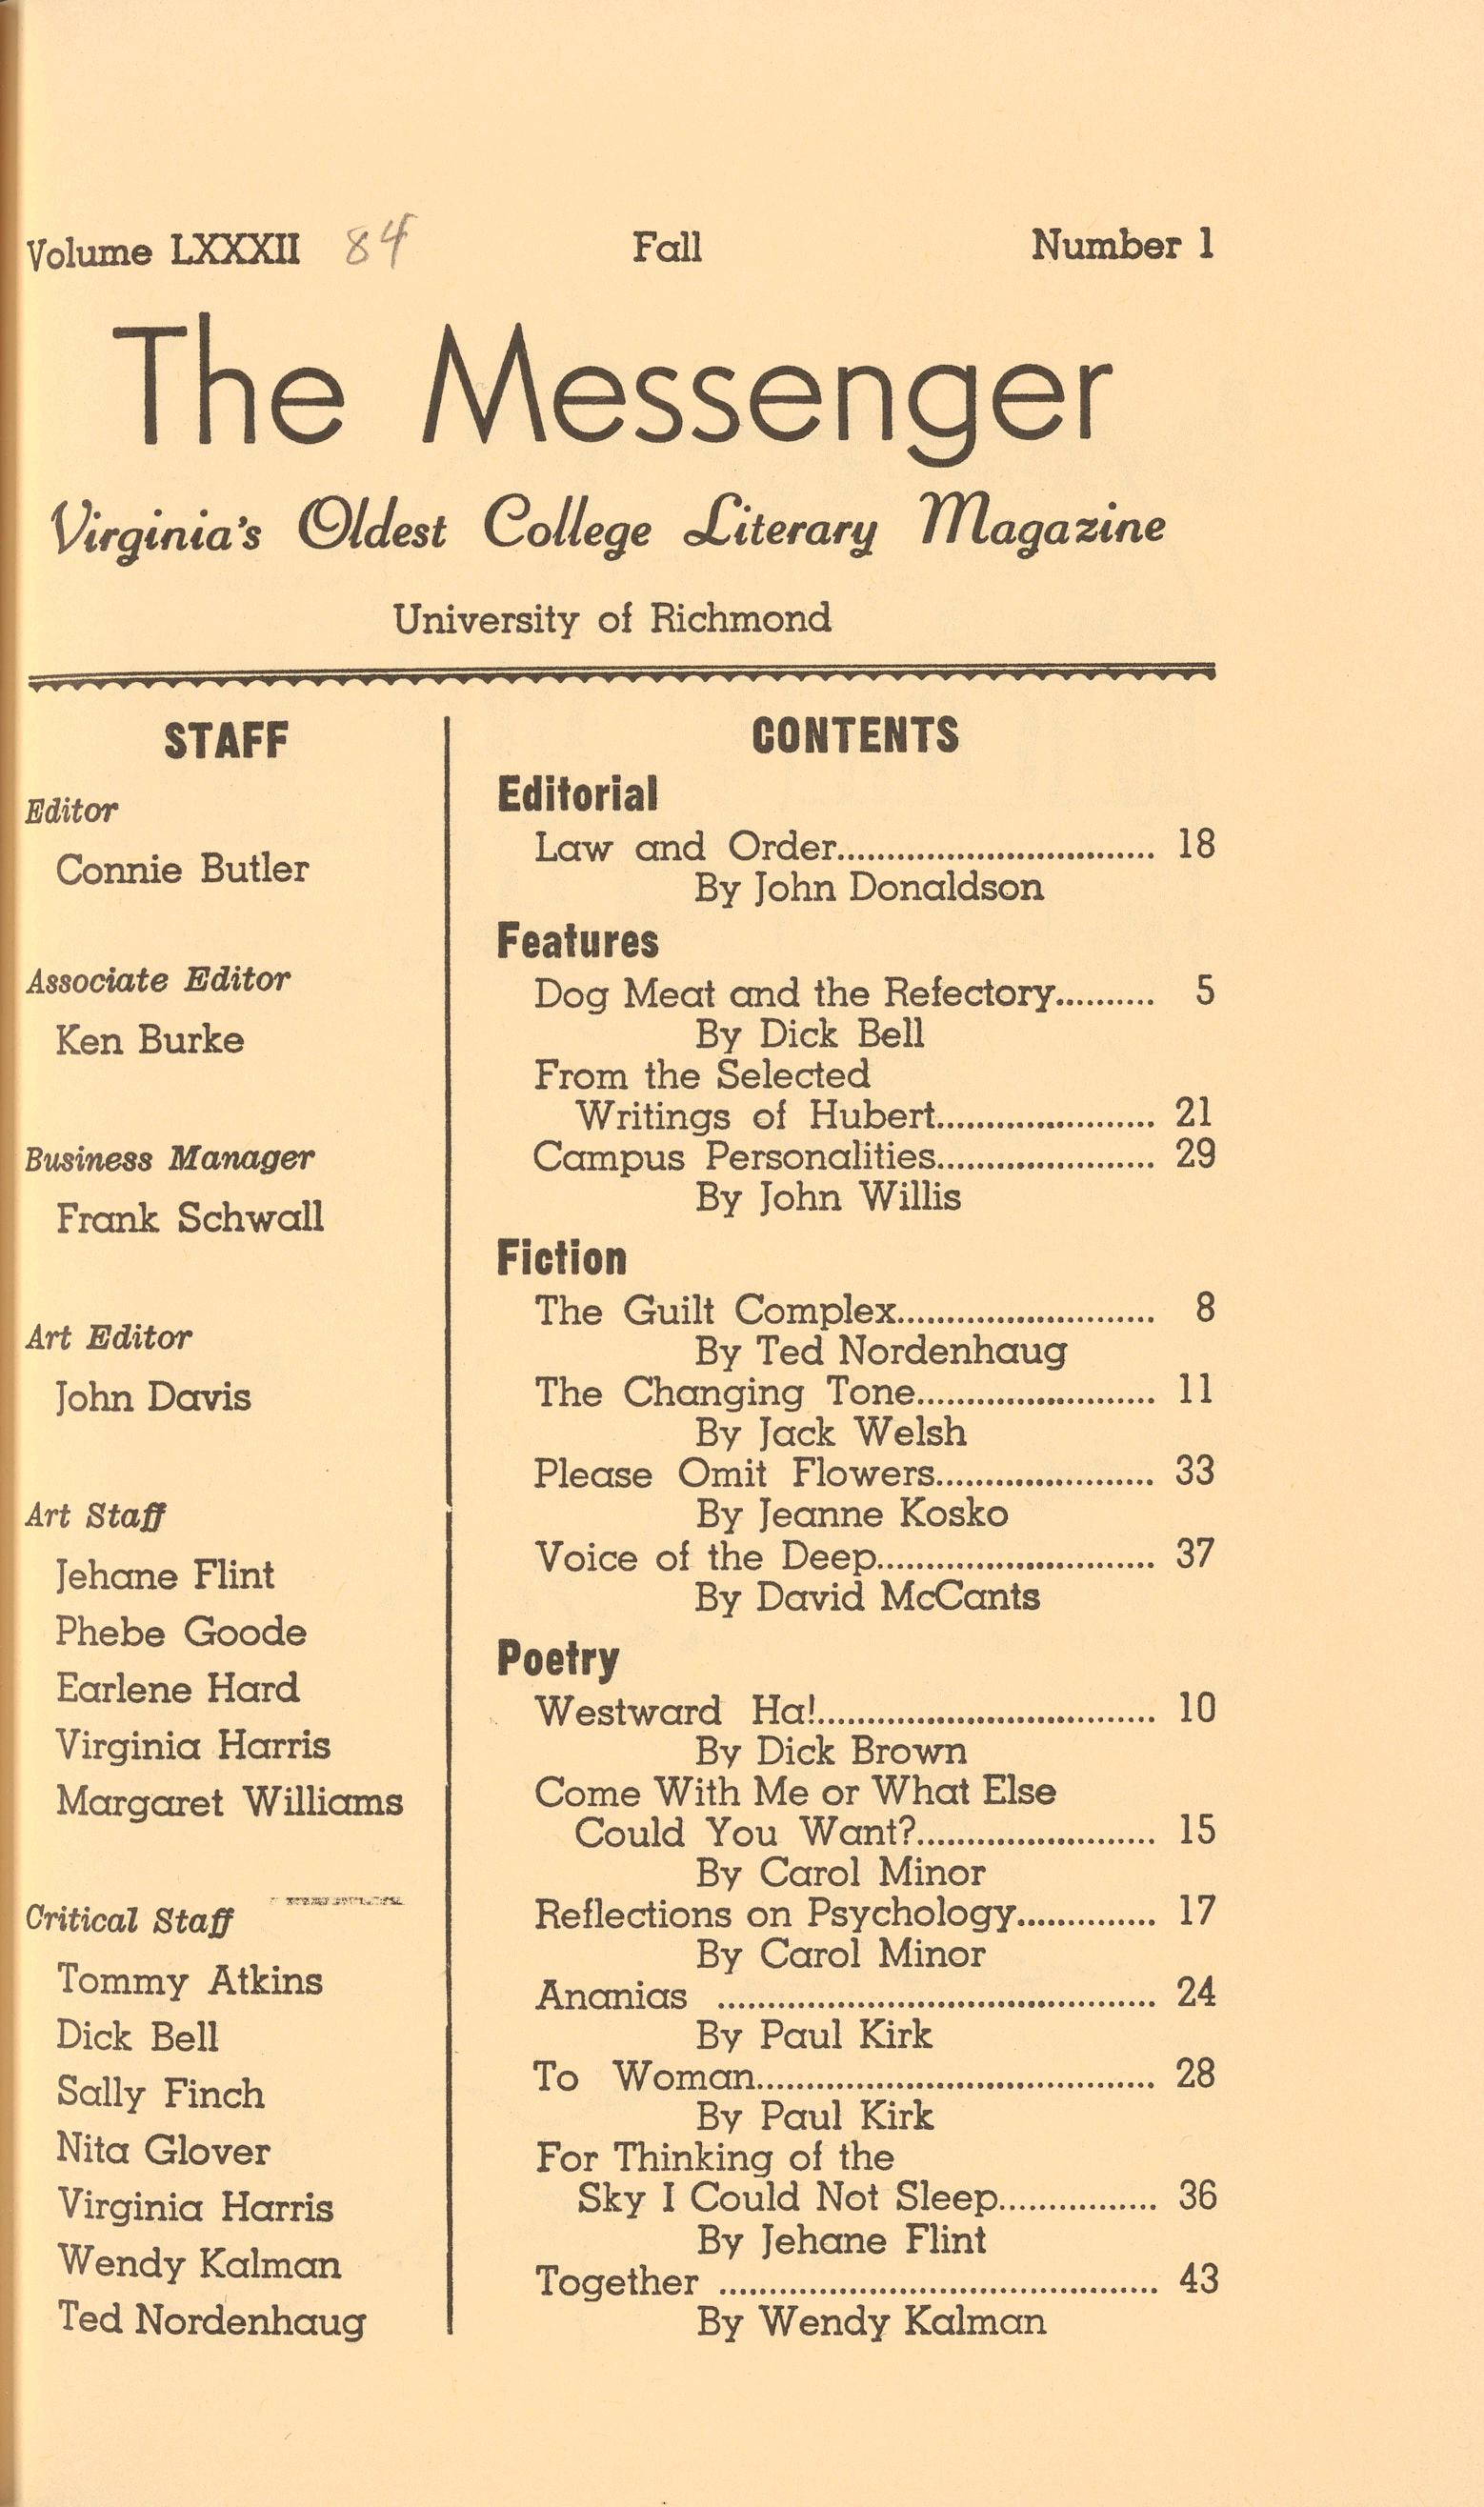 Volume LXXXII 84 Fall Number 1
The Messenger
Virginia's Oldest College Literary Magazine
University of Richmond
STAFF
Editor
Connie Butler
Associate Editor
Ken Burke
Business Manager
Frank Schwall
Art Editor
John Davis
Art Staff
Jehane Flint
Phebe Goode
Earlene Hard
Virginia Harris
Margaret Williams
Critical Staff
Tommy Atkins
Dick Bell
Sally Finch
Nita Glover
Virginia Harris
Wendy Kalman
Ted Nordenhaug
CONTENTS
Editorial
Law and Order................................ 18
By John Donaldson
Features
Dog Meat and the Refectory.......... 5
By Dick Bell
From the Selected
Writings of Hubert...................... 21
Campus Personalities...................... 29
By John Willis
Fiction
The Guilt Complex.......................... 8
By Ted Nordenhaug
The Changing Tone........................ 11
By Jack Welsh
Please Omit Flowers...................... 33
By Jeanne Kosko
Voice of the Deep............................ 37
By David McCants
Poetry
Westward Ha!.................................. 10
By Dick Brown
Come With Me or What Else
Could You Want?........................ 15
By Carol Minor
Reflections on Psychology.............. 17
By Carol Minor
Ananias ............................................ 24
By Paul Kirk
To Woman........................................ 28
By Paul Kirk
For Thinking of the
Sky I Could Not Sleep................ 36
By Jehane Flint
Together ............................................ 43
By Wendy Kalman